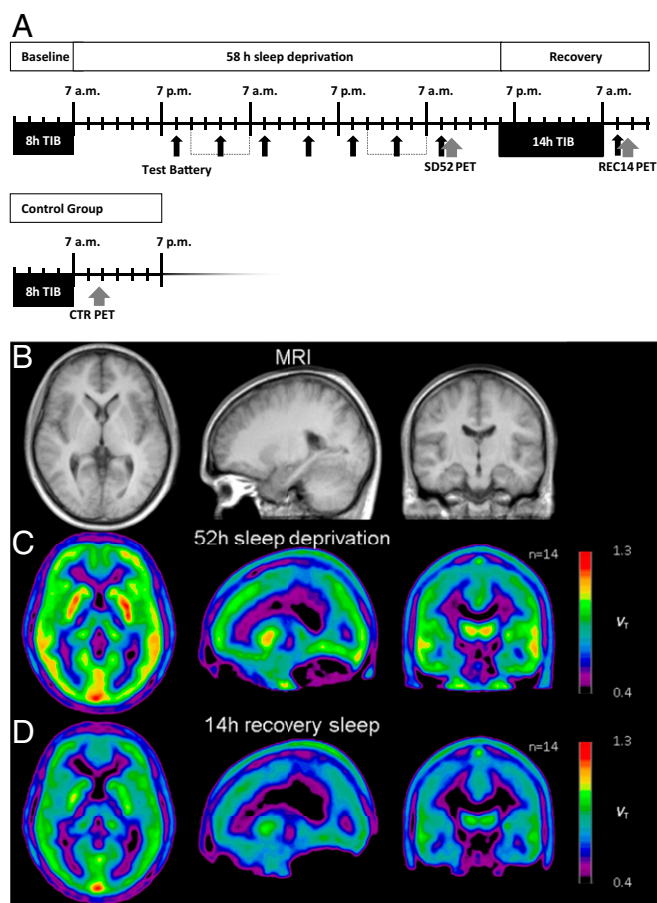 A
Baseline 58 h sleep deprivation Recovery
7 a.m. 7 p.m. 7 a.m. 7 p.m. 7 a.m. 7 p.m. 7 a.m.
8h TIB 14h TIB
Test Battery SD52 PET REC14 PET
Control Group
7 a.m. 7 p.m.
8h TIB
CTR PET
B MRI
C 52h sleep deprivation
n=14 1.3
VT
0.4
D 14h recovery sleep
n=14 1.3
VT
0.4